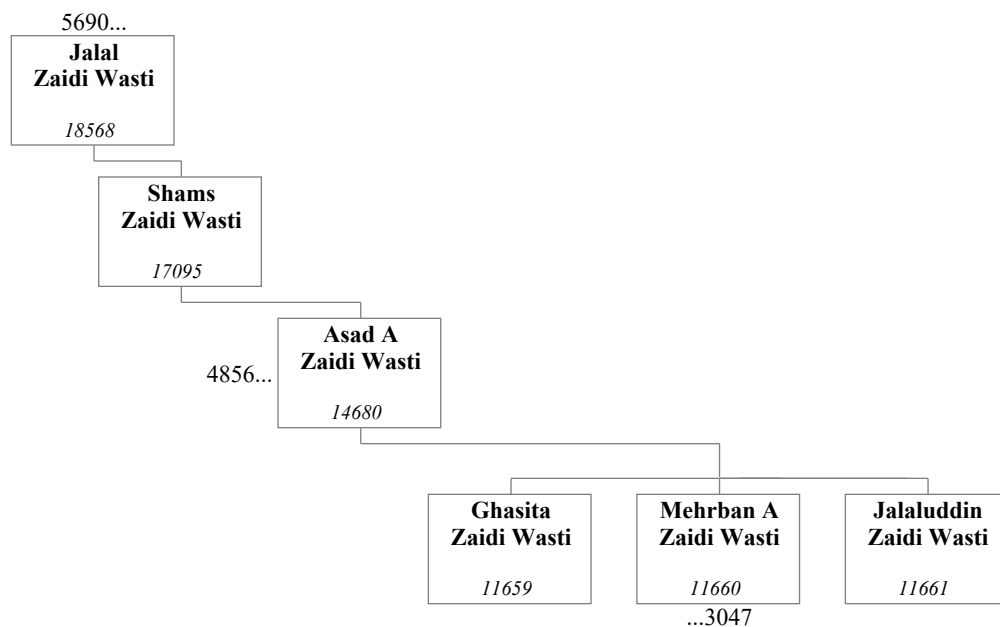 5690...
Jalal
Zaidi Wasti
18568
Shams
Zaidi Wasti
17095
Asad A
Zaidi Wasti
4856...
14680
Ghasita
Zaidi Wasti
11659
Mehrban A
Zaidi Wasti
11660
...3047
Jalaluddin
Zaidi Wasti
11661